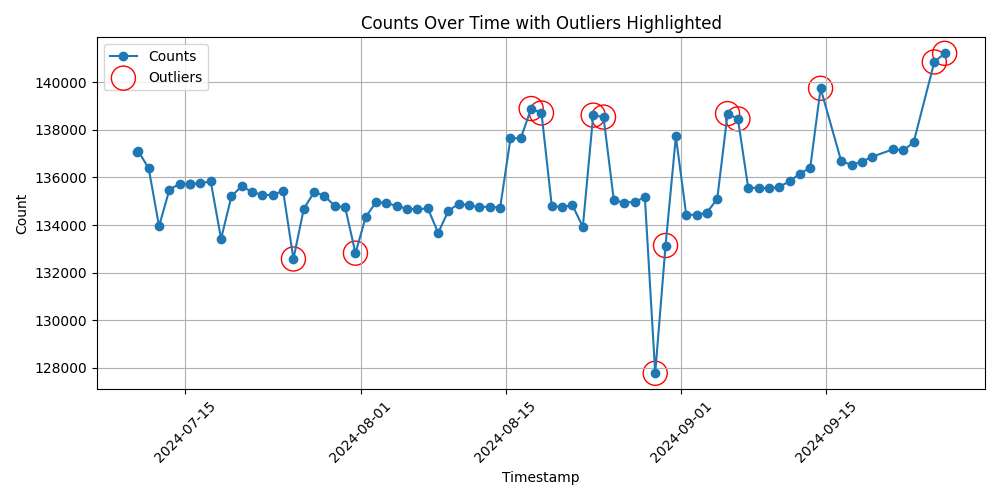 Counts Over Time with Outliers Highlighted
Counts
Outliers
140000
138000
136000
134000
132000
130000
128000
Count
2024-07-15
2024-08-01
2024-08-15
2024-09-01
2024-09-15
Timestamp